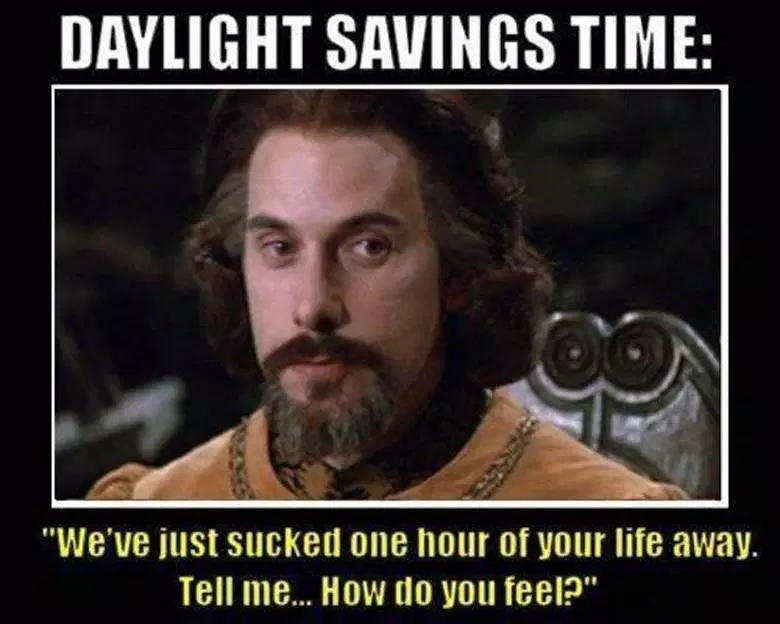 DAYLIGHT SAVINGS TIME:
"We've just sucked one hour of your life away.
Tell me... How do you feel?"